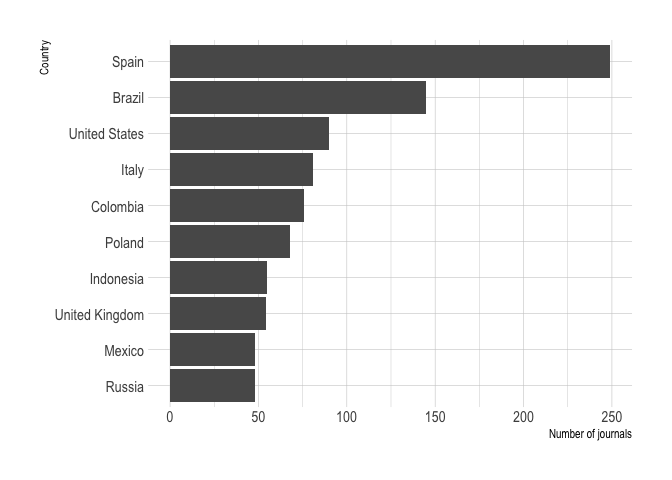 Country
Spain
Brazil
United States
Italy
Colombia
Poland
Indonesia
United Kingdom
Mexico
Russia
0 50 100 150 200 250
Number of journals